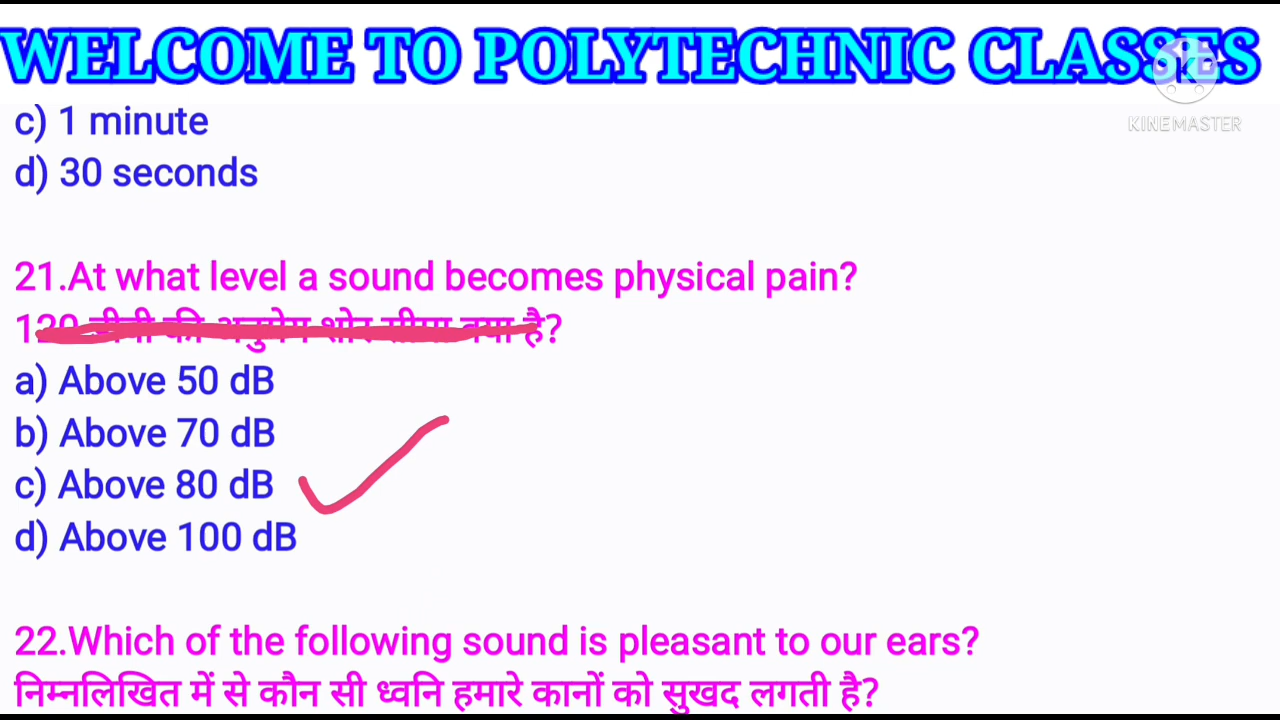 WELCOME TO POLYTECHNIC CLASSES
KINEMASTER
c) 1 minute
d) 30 seconds
21.At what level a sound becomes physical pain?
120 डीबी की अनुमेय शोर सीमा क्या है?
a) Above 50 dB
b) Above 70 dB
c) Above 80 dB
d) Above 100 dB
22.Which of the following sound is pleasant to our ears?
निम्नलिखित में से कौन सी ध्वनि हमारे कानों को सुखद लगती है?